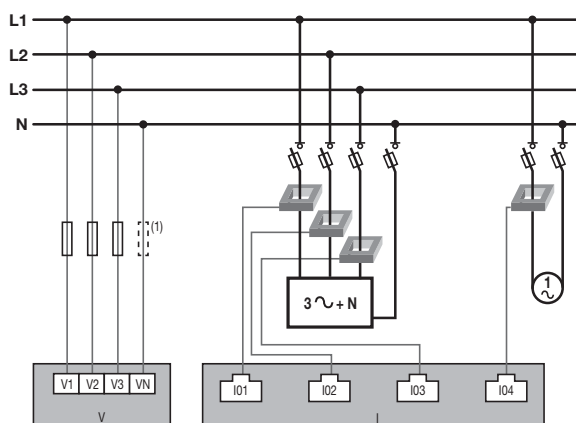 L1
L2
L3
N
(1)
3 ∿ + N
1
∿
V1 V2 V3 VN
I01 I02 I03 I04
V
I